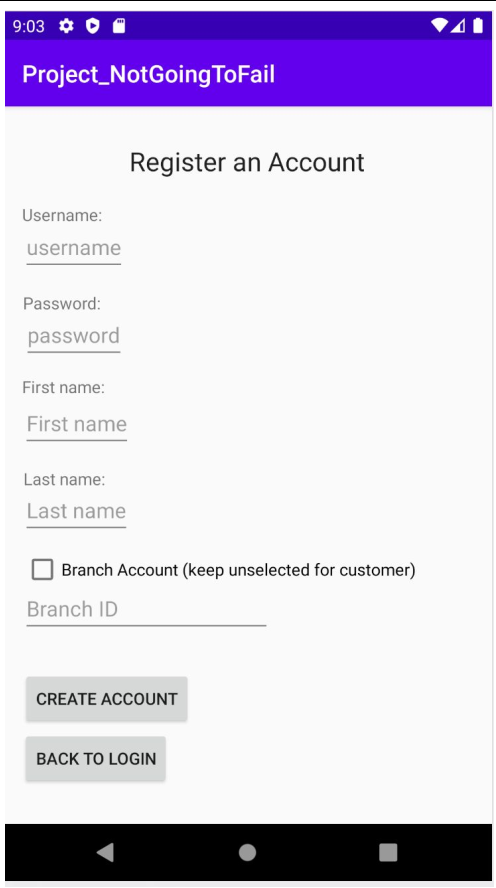 9:03
Project_NotGoingToFail
Register an Account
Username:
username
Password:
password
First name:
First name
Last name:
Last name
Branch Account (keep unselected for customer)
Branch ID
CREATE ACCOUNT
BACK TO LOGIN